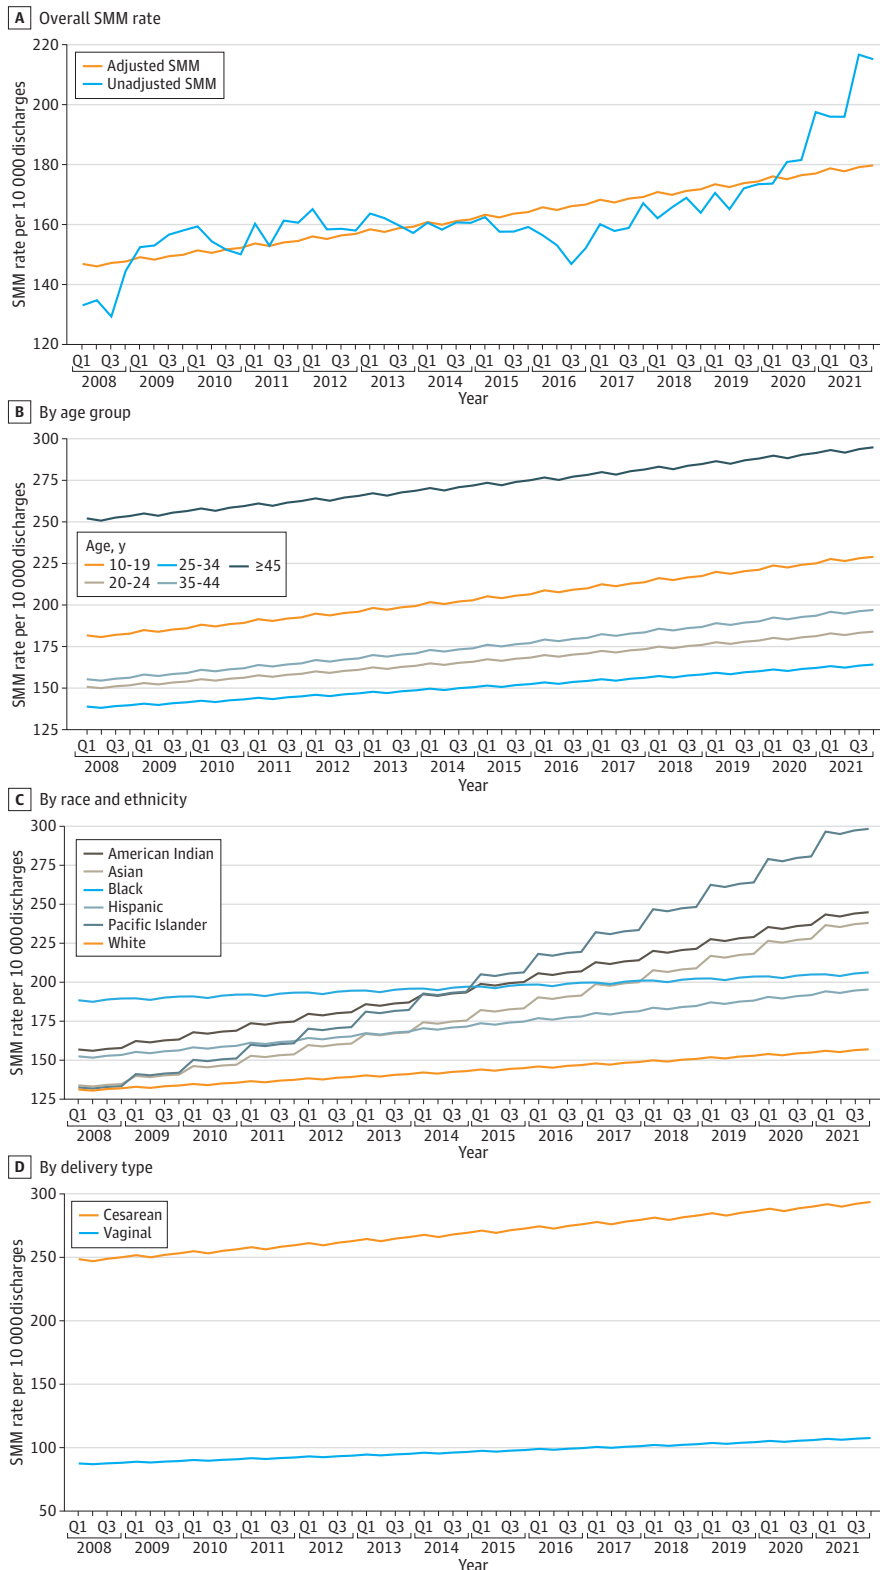 A Overall SMM rate
220
200
180
160
140
120
SMM rate per 10 000 discharges
Adjusted SMM
Unadjusted SMM
Q1 Q3 Q1 Q3 Q1 Q3 Q1 Q3 Q1 Q3 Q1 Q3 Q1 Q3 Q1 Q3 Q1 Q3 Q1 Q3 Q1 Q3 Q1 Q3 Q1 Q3 Q1 Q3
2008 2009 2010 2011 2012 2013 2014 2015 2016 2017 2018 2019 2020 2021
Year
B By age group
300
275
250
225
200
175
150
125
SMM rate per 10 000 discharges
Age, y
10-19 25-34 ≥45
20-24 35-44
Q1 Q3 Q1 Q3 Q1 Q3 Q1 Q3 Q1 Q3 Q1 Q3 Q1 Q3 Q1 Q3 Q1 Q3 Q1 Q3 Q1 Q3 Q1 Q3 Q1 Q3 Q1 Q3
2008 2009 2010 2011 2012 2013 2014 2015 2016 2017 2018 2019 2020 2021
Year
C By race and ethnicity
300
275
250
225
200
175
150
125
SMM rate per 10 000 discharges
American Indian
Asian
Black
Hispanic
Pacific Islander
White
Q1 Q3 Q1 Q3 Q1 Q3 Q1 Q3 Q1 Q3 Q1 Q3 Q1 Q3 Q1 Q3 Q1 Q3 Q1 Q3 Q1 Q3 Q1 Q3 Q1 Q3 Q1 Q3
2008 2009 2010 2011 2012 2013 2014 2015 2016 2017 2018 2019 2020 2021
Year
D By delivery type
300
250
200
150
100
50
SMM rate per 10 000 discharges
Cesarean
Vaginal
Q1 Q3 Q1 Q3 Q1 Q3 Q1 Q3 Q1 Q3 Q1 Q3 Q1 Q3 Q1 Q3 Q1 Q3 Q1 Q3 Q1 Q3 Q1 Q3 Q1 Q3 Q1 Q3
2008 2009 2010 2011 2012 2013 2014 2015 2016 2017 2018 2019 2020 2021
Year